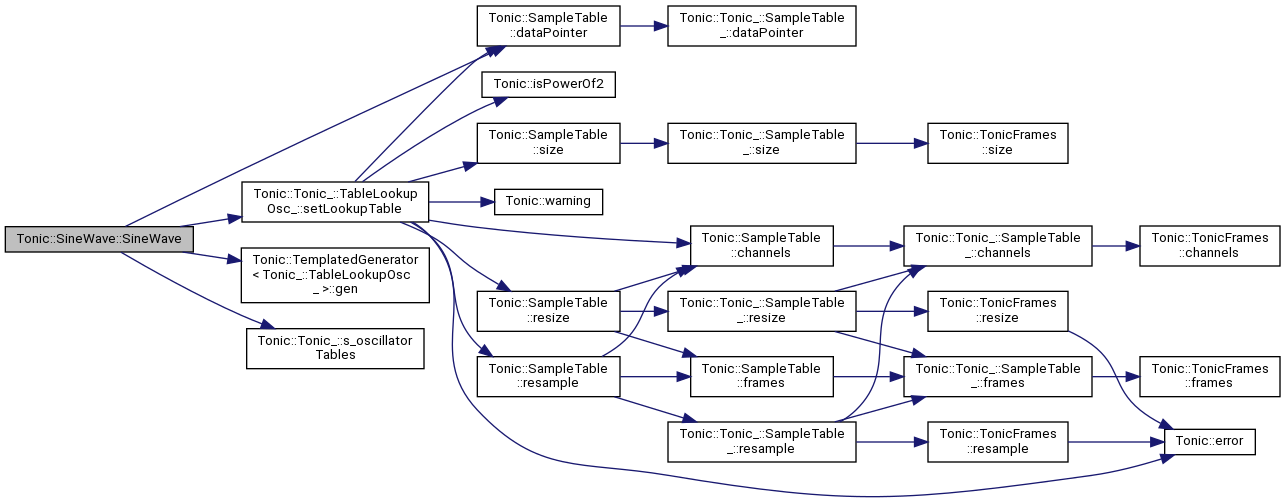 Tonic::SineWave::SineWave
Tonic::SampleTable
::dataPointer
Tonic::Tonic_::TableLookup
Osc_::setLookupTable
Tonic::TemplatedGenerator
< Tonic_::TableLookupOsc
_ >::gen
Tonic::Tonic_::s_oscillator
Tables
Tonic::Tonic_::SampleTable
_::dataPointer
Tonic::isPowerOf2
Tonic::SampleTable
::size
Tonic::Tonic_::SampleTable
_::size
Tonic::TonicFrames
::size
Tonic::warning
Tonic::SampleTable
::channels
Tonic::Tonic_::SampleTable
_::channels
Tonic::TonicFrames
::channels
Tonic::SampleTable
::resize
Tonic::Tonic_::SampleTable
_::resize
Tonic::TonicFrames
::resize
Tonic::SampleTable
::resample
Tonic::SampleTable
::frames
Tonic::Tonic_::SampleTable
_::frames
Tonic::TonicFrames
::frames
Tonic::Tonic_::SampleTable
_::resample
Tonic::TonicFrames
::resample
Tonic::error